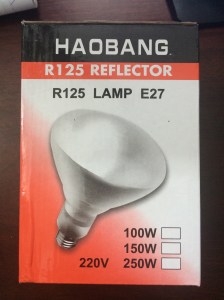 HAOBANG
R125 REFLECTOR
R125 LAMP E27
100W
150W
220V 250W